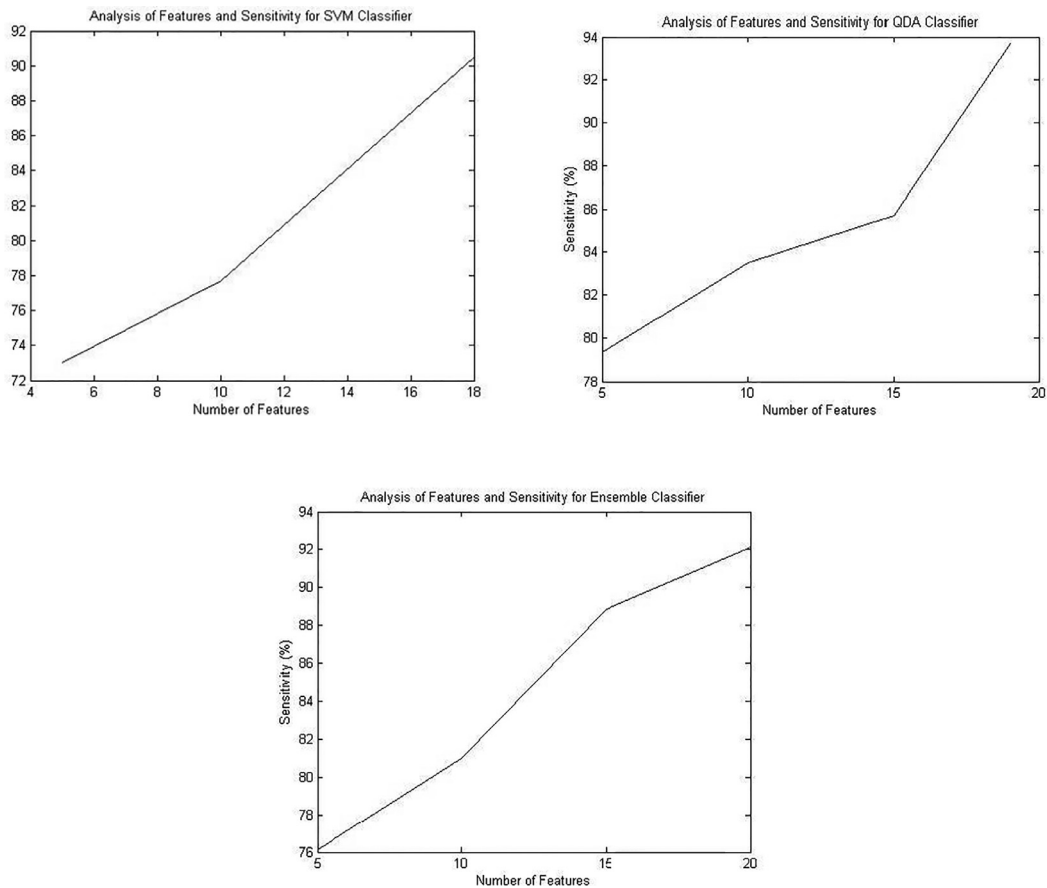 Analysis of Features and Sensitivity for SVM Classifier
92
90
88
86
84
82
80
78
76
74
72
4 6 8 10 12 14 16 18
Number of Features
Analysis of Features and Sensitivity for QDA Classifier
94
92
90
88
86
84
82
80
78
Sensitivity (%)
5 10 15 20
Number of Features
Analysis of Features and Sensitivity for Ensemble Classifier
94
92
90
88
86
84
82
80
78
76
Sensitivity (%)
5 10 15 20
Number of Features